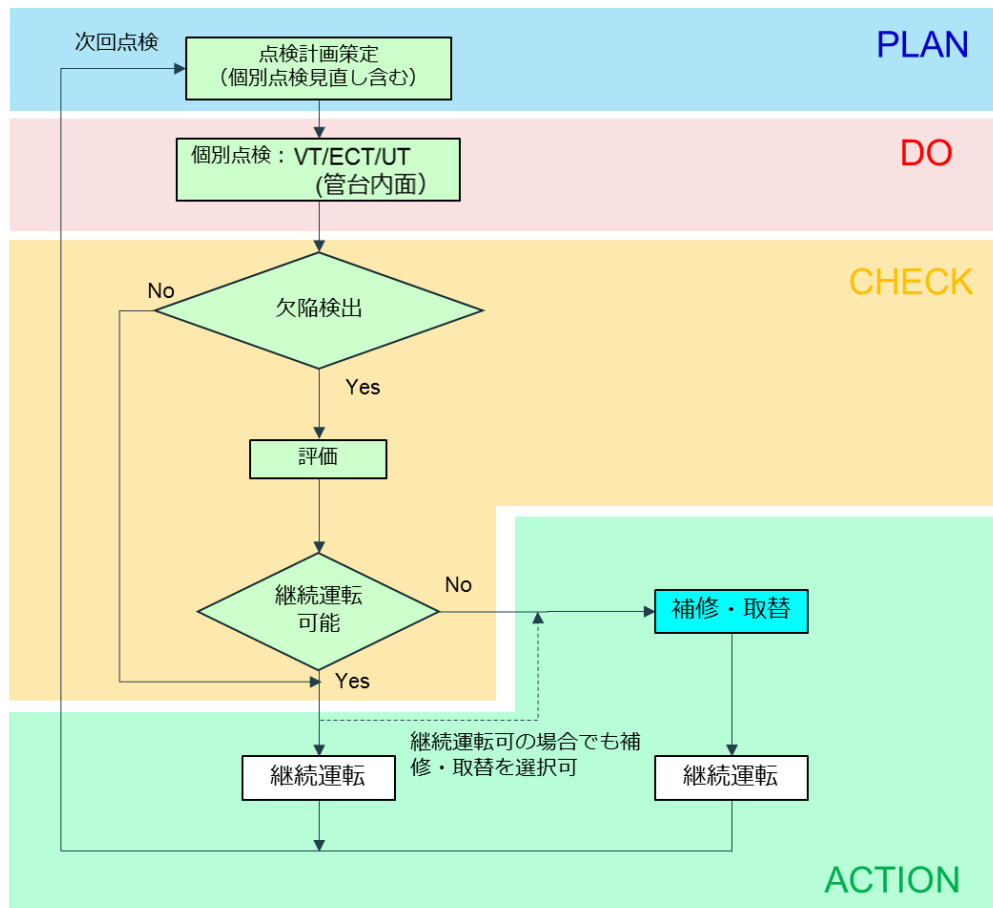 PLAN
次回点検
点検計画策定
（個別点検見直し含む）
DO
個別点検： VT/ECT/UT
(管台内面）
CHECK
No
欠陥検出
Yes
評価
No
継続運転
可能
補修・取替
Yes
継続運転可の場合でも補
修・取替を選択可
継続運転
継続運転
ACTION